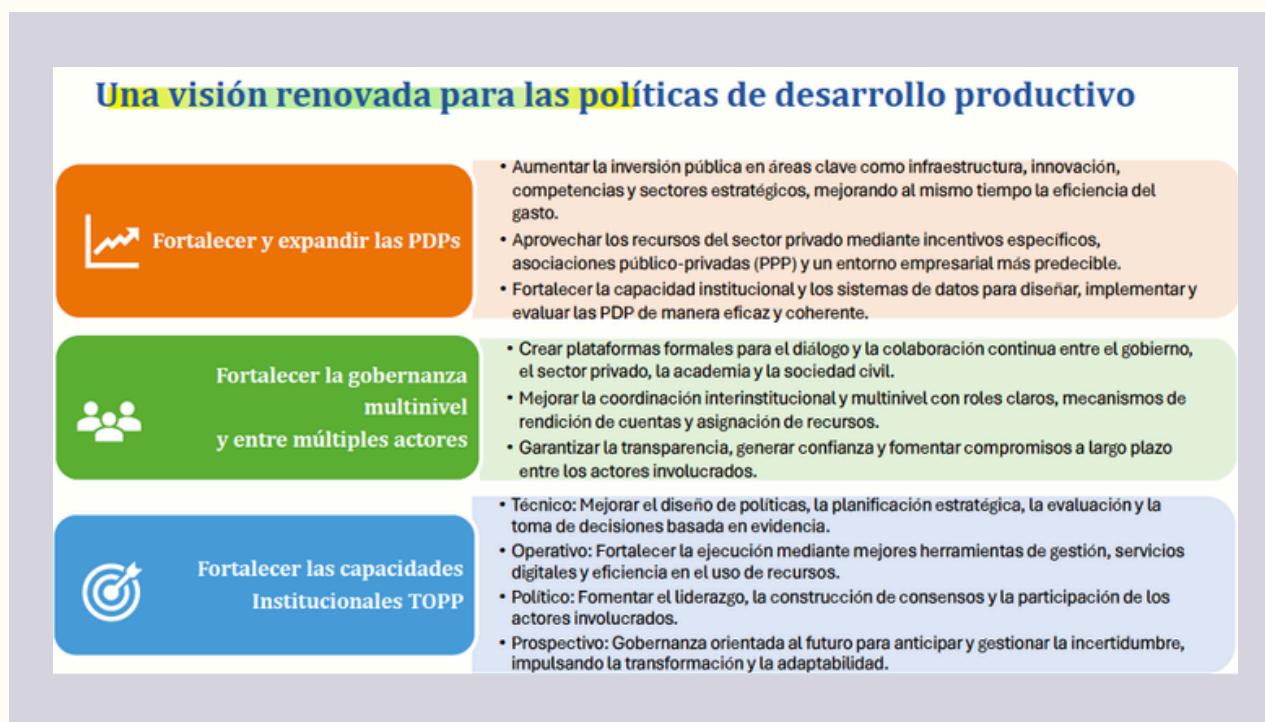 Una visión renovada para las políticas de desarrollo productivo
Fortalecer y expandir las PDPs
• Aumentar la inversión pública en áreas clave como infraestructura, innovación,
competencias y sectores estratégicos, mejorando al mismo tiempo la eficiencia del
gasto.
• Aprovechar los recursos del sector privado mediante incentivos específicos,
asociaciones público-privadas (PPP) y un entorno empresarial más predecible.
• Fortalecer la capacidad institucional y los sistemas de datos para diseñar, implementar y
evaluar las PDP de manera eficaz y coherente.
Fortalecer la gobernanza
multinivel
y entre múltiples actores
• Crear plataformas formales para el diálogo y la colaboración continua entre el gobierno,
el sector privado, la academia y la sociedad civil.
• Mejorar la coordinación interinstitucional y multinivel con roles claros, mecanismos de
rendición de cuentas y asignación de recursos.
• Garantizar la transparencia, generar confianza y fomentar compromisos a largo plazo
entre los actores involucrados.
Fortalecer las capacidades
Institucionales TOPP
• Técnico: Mejorar el diseño de políticas, la planificación estratégica, la evaluación y la
toma de decisiones basada en evidencia.
• Operativo: Fortalecer la ejecución mediante mejores herramientas de gestión, servicios
digitales y eficiencia en el uso de recursos.
• Político: Fomentar el liderazgo, la construcción de consensos y la participación de los
actores involucrados.
• Prospectivo: Gobernanza orientada al futuro para anticipar y gestionar la incertidumbre,
impulsando la transformación y la adaptabilidad.